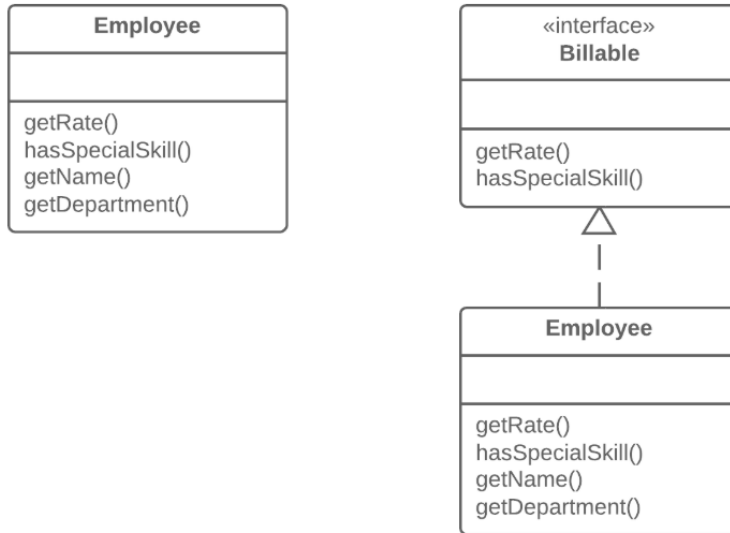 Employee
getRate()
hasSpecialSkill()
getName()
getDepartment()
«interface»
Billable
getRate()
hasSpecialSkill()
Employee
getRate()
hasSpecialSkill()
getName()
getDepartment()